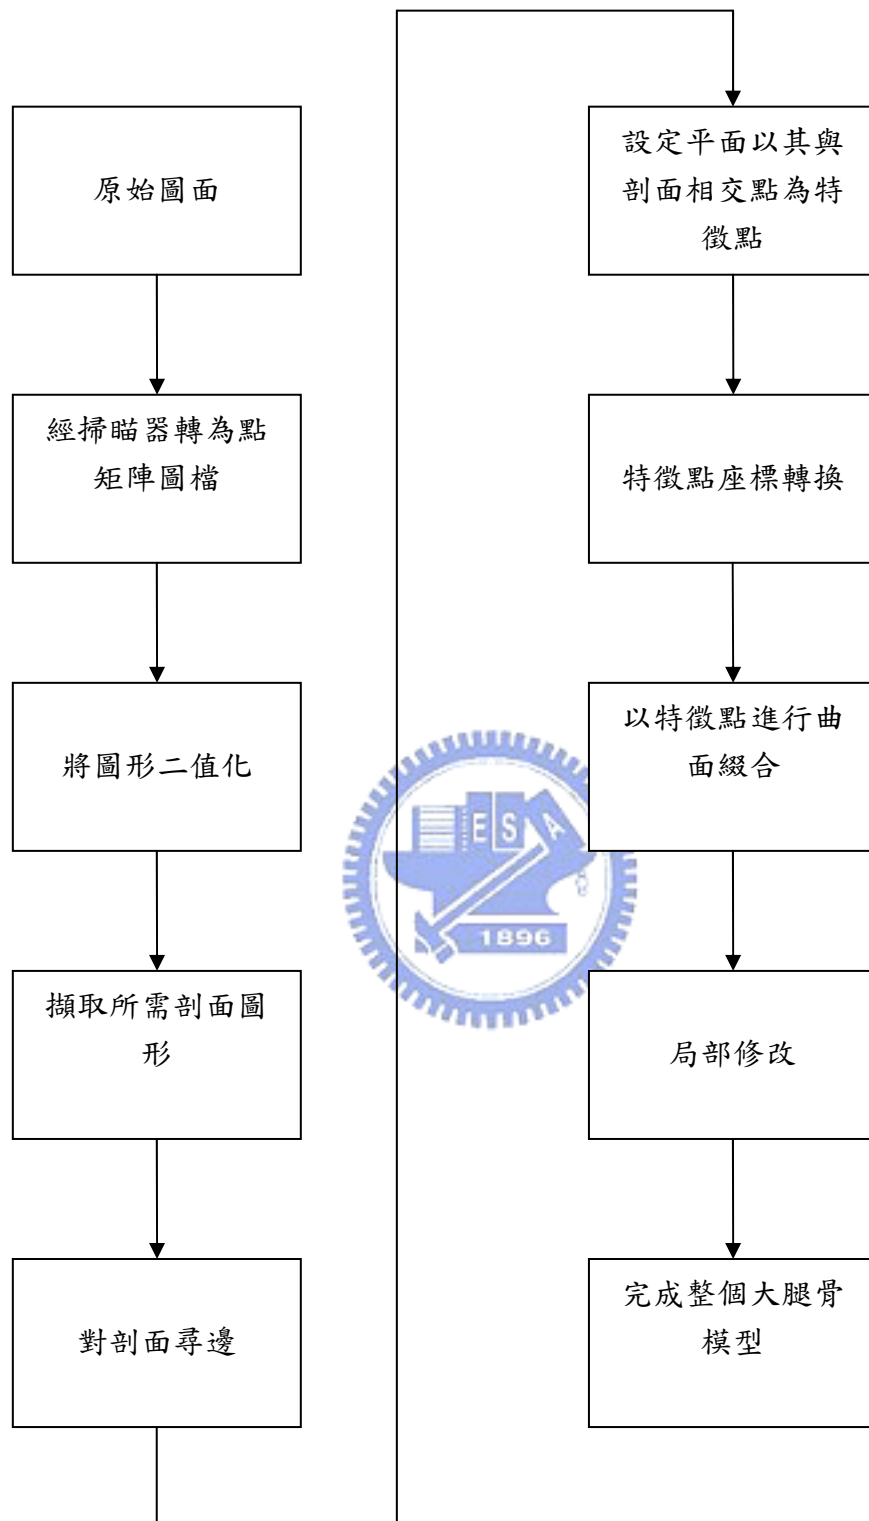 原始圖面
經掃瞄器轉為點
矩陣圖檔
將圖形二值化
擷取所需剖面圖
形
對剖面尋邊
設定平面以其與
剖面相交點為特
徵點
特徵點座標轉換
以特徵點進行曲
面綴合
局部修改
完成整個大腿骨
模型
ESA
1896